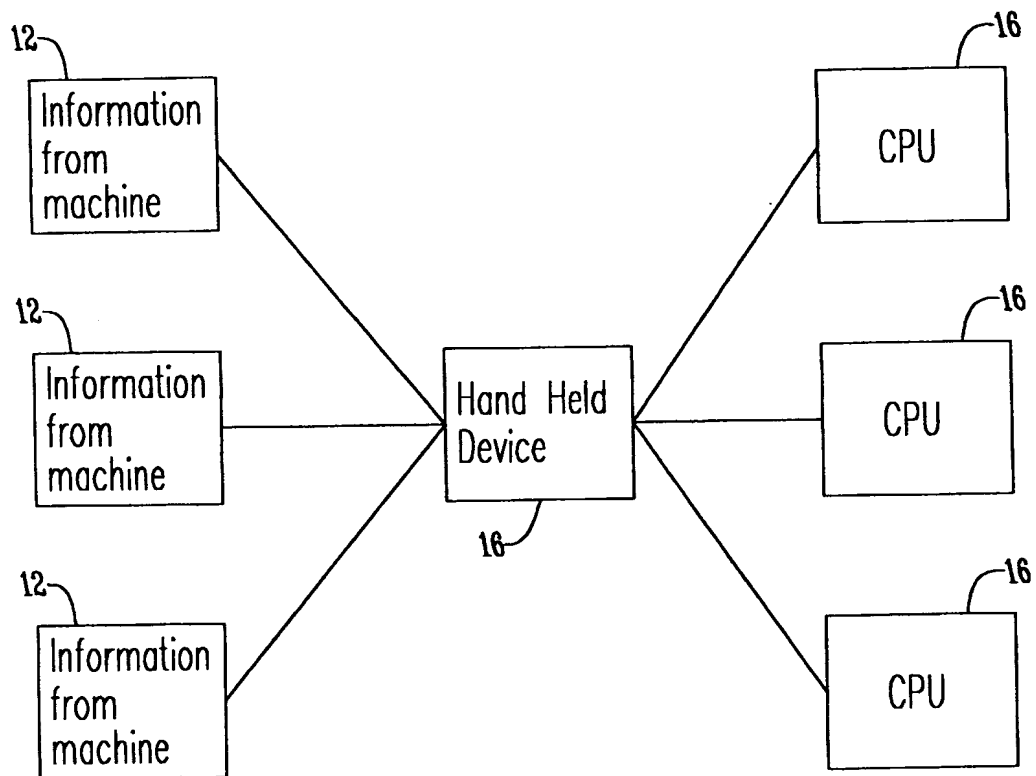 12
Information
from
machine
16
CPU
12
Information
from
machine
Hand Held
Device
16
16
CPU
12
Information
from
machine
16
CPU